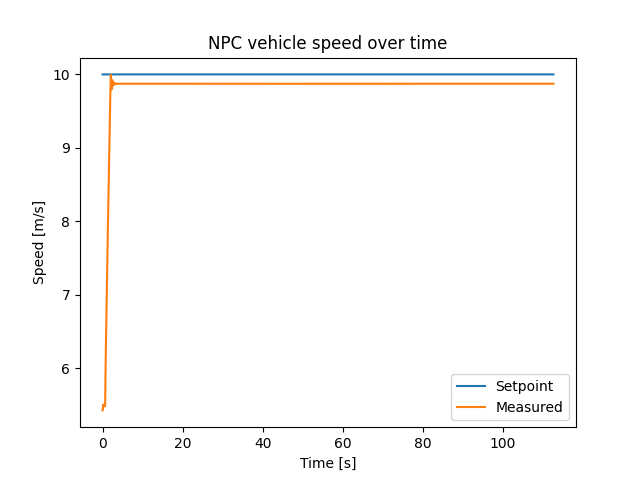 NPC vehicle speed over time
10
9
8
7
6
Speed [m/s]
Setpoint
Measured
0 20 40 60 80 100
Time [s]